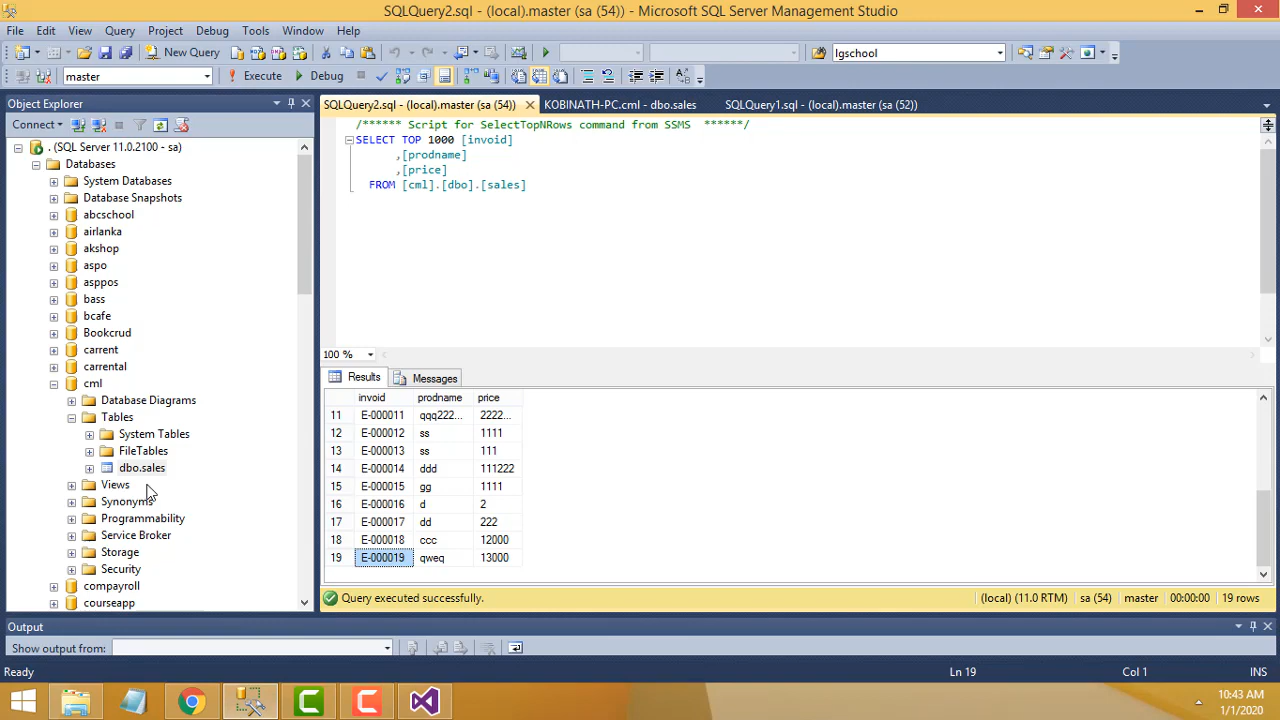 SQLQuery2.sql - (local).master (sa (54)) - Microsoft SQL Server Management Studio
File Edit View Query Project Debug Tools Window Help
New Query lgschool
master Execute Debug
Object Explorer
SQLQuery2.sql - (local).master (sa (54)) KOBINATH-PC.cml - dbo.sales SQLQuery1.sql - (local).master (sa (52))
Connect
. (SQL Server 11.0.2100 - sa)
Databases
System Databases
Database Snapshots
abcschool
airlanka
akshop
aspo
asppos
bass
bcafe
Bookcrud
carrent
carrental
cml
Database Diagrams
Tables
System Tables
FileTables
dbo.sales
Views
Synonyms
Programmability
Service Broker
Storage
Security
compayroll
courseapp
/****** Script for SelectTopNRows command from SSMS ******/
SELECT TOP 1000 [invoid]
,[prodname]
,[price]
FROM [cml].[dbo].[sales]
100 %
Results Messages
invoid prodname price
11 E-000011 qqq222... 2222...
12 E-000012 ss 1111
13 E-000013 ss 111
14 E-000014 ddd 111222
15 E-000015 gg 1111
16 E-000016 d 2
17 E-000017 dd 222
18 E-000018 ccc 12000
19 E-000019 qweq 13000
Query executed successfully. (local) (11.0 RTM) sa (54) master 00:00:00 19 rows
Output
Show output from:
Ready Ln 19 Col 1 INS
10:43 AM
1/1/2020